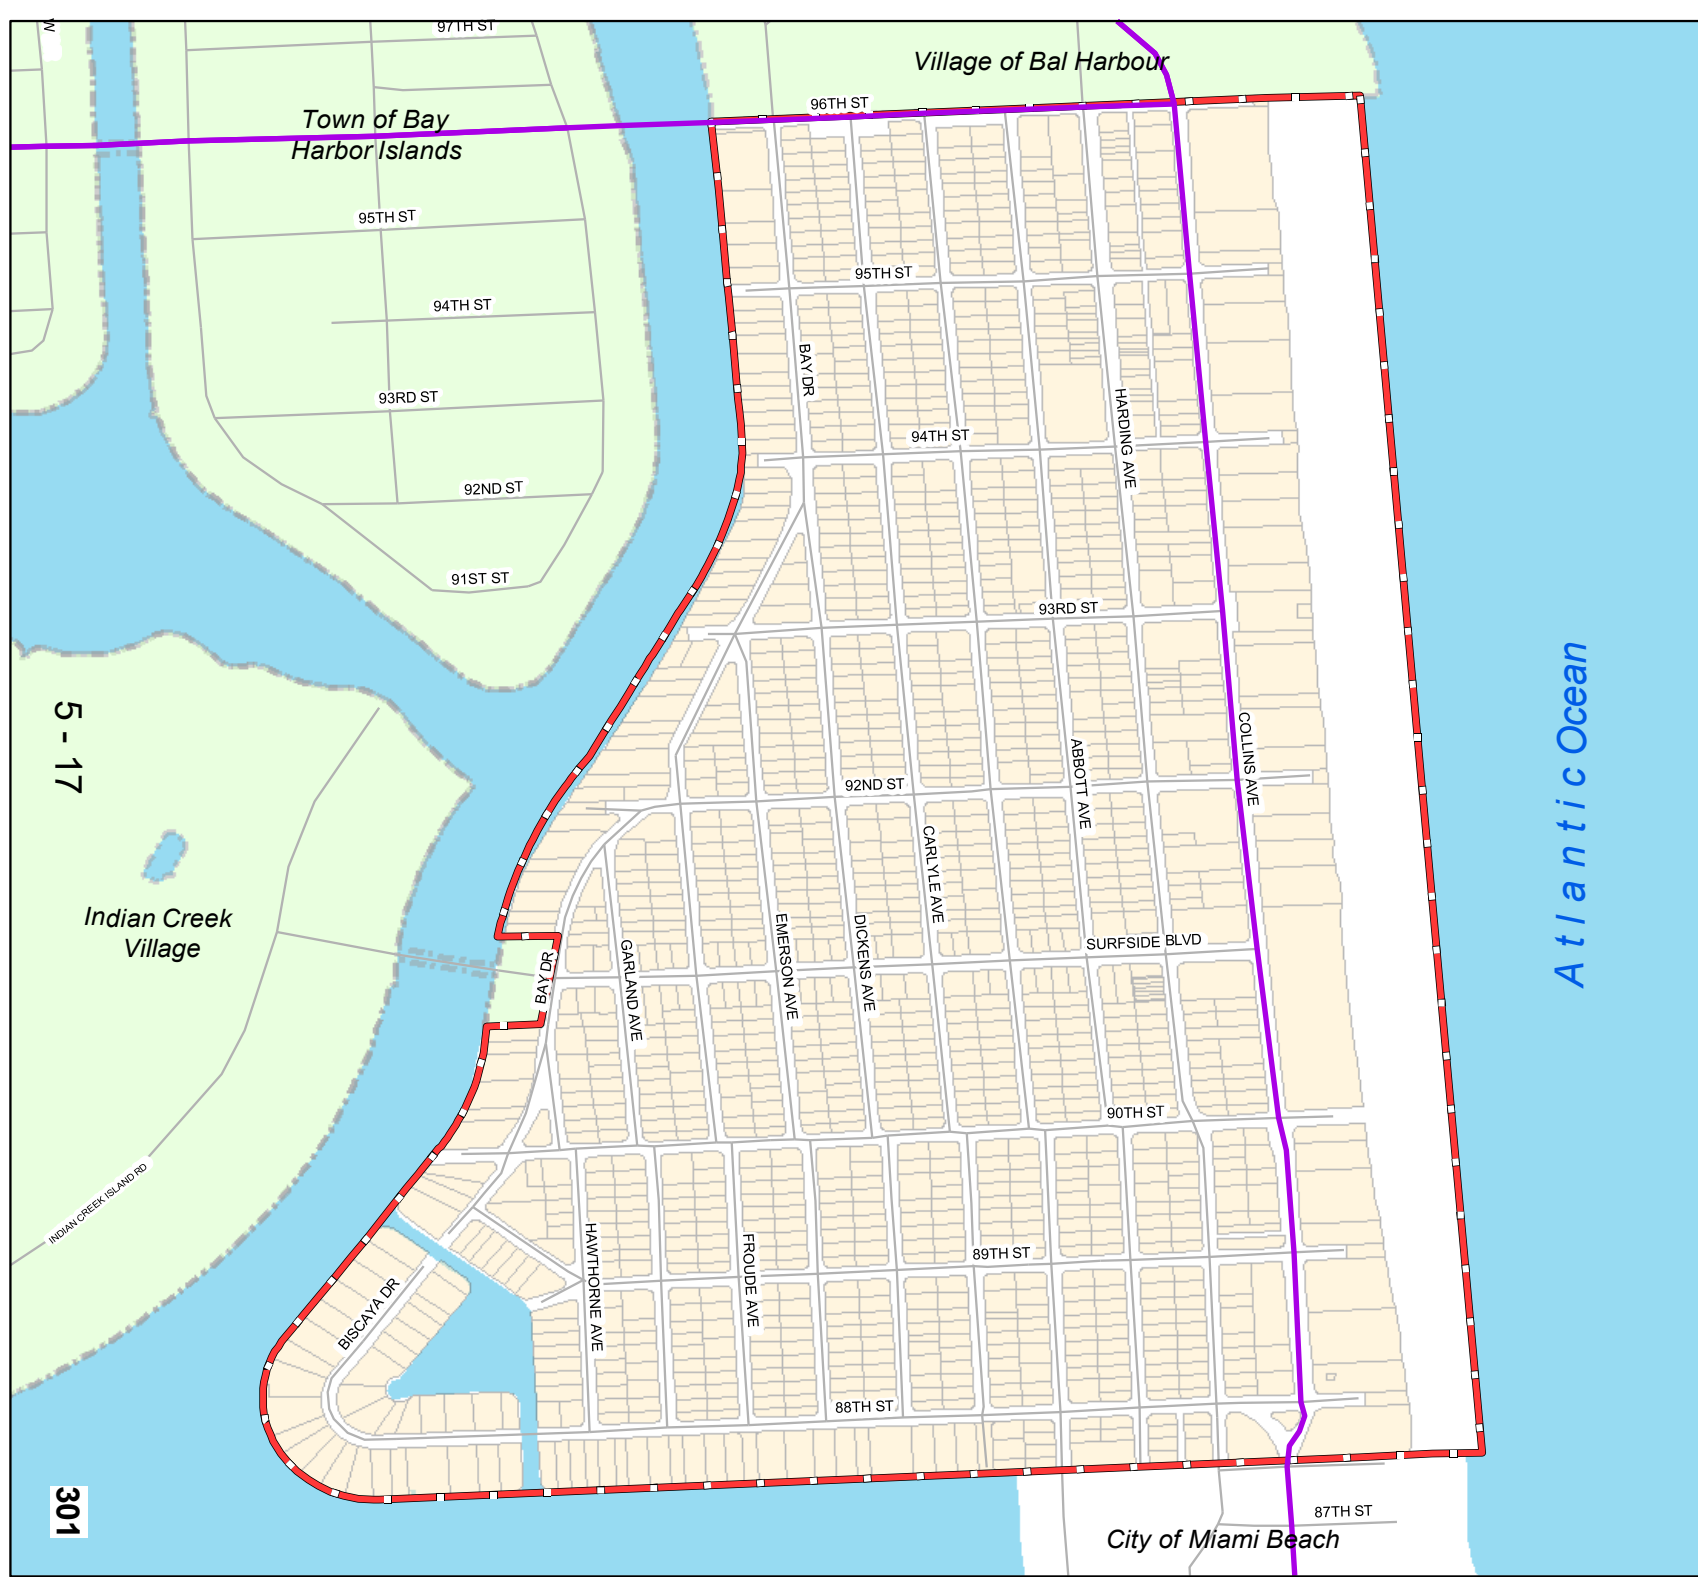 W
97TH ST
Village of Bal Harbour
96TH ST
Town of Bay
Harbor Islands
95TH ST
95TH ST
94TH ST
BAY DR
93RD ST
HARDING AVE
94TH ST
92ND ST
91ST ST
93RD ST
Atlantic Ocean
5 - 17
COLLINS AVE
ABBOTT AVE
92ND ST
CARLYLE AVE
Indian Creek
Village
EMERSON AVE
DICKENS AVE
GARLAND AVE
SURFSIDE BLVD
BAY DR
90TH ST
INDIAN CREEK ISLAND RD
HAWTHORNE AVE
FROUDE AVE
89TH ST
BISCAYA DR
88TH ST
301
87TH ST
City of Miami Beach